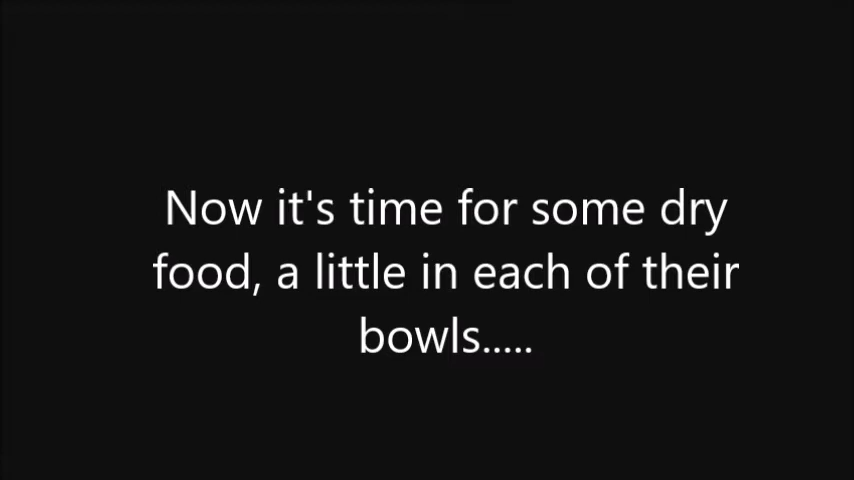 Now it's time for some dry
food, a little in each of their
bowls.....